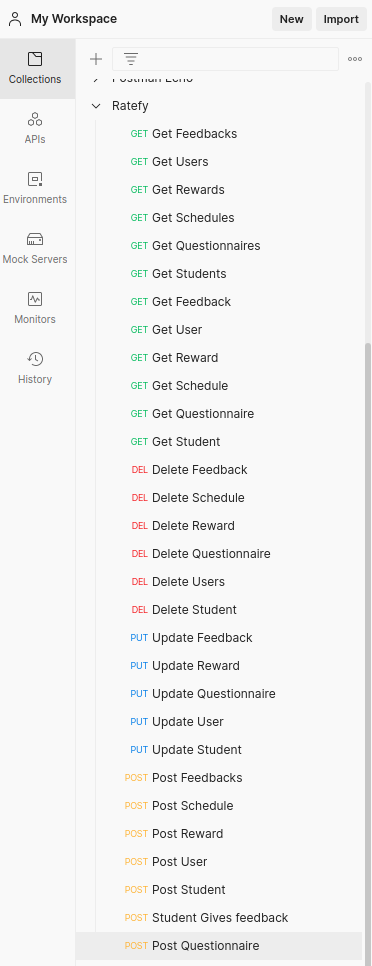 My Workspace
New
Import
Collections
APIs
Environments
Mock Servers
Monitors
History
Postman Echo
Ratefy
GET Get Feedbacks
GET Get Users
GET Get Rewards
GET Get Schedules
GET Get Questionnaires
GET Get Students
GET Get Feedback
GET Get User
GET Get Reward
GET Get Schedule
GET Get Questionnaire
GET Get Student
DEL Delete Feedback
DEL Delete Schedule
DEL Delete Reward
DEL Delete Questionnaire
DEL Delete Users
DEL Delete Student
PUT Update Feedback
PUT Update Reward
PUT Update Questionnaire
PUT Update User
PUT Update Student
POST Post Feedbacks
POST Post Schedule
POST Post Reward
POST Post User
POST Post Student
POST Student Gives feedback
POST Post Questionnaire